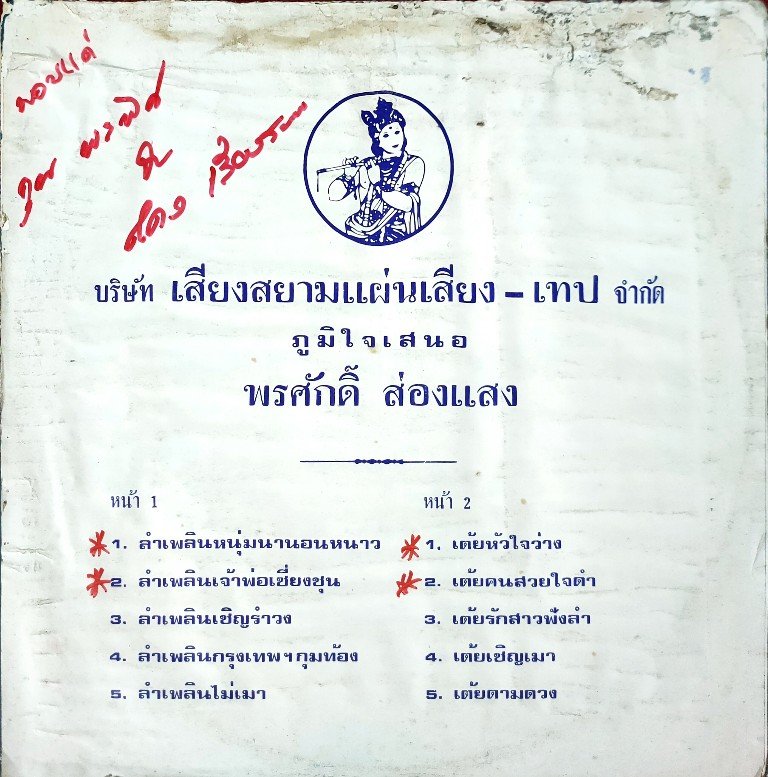 มอบแด่
คุณ
บริษัท เสียงสยามแผ่นเสียง - เทป จำกัด
ภูมิใจเสนอ
พรศักดิ์ ส่องแสง
หน้า 1
* 1. ลำเพลินหนุ่มนานอนหนาว
* 2. ลำเพลินเจ้าพ่อเซี่ยงชุน
3. ลำเพลินเชิญรำวง
4. ลำเพลินกรุงเทพฯกุมท้อง
5. ลำเพลินไม่เมา
หน้า 2
* 1. เต้ยหัวใจว่าง
* 2. เต้ยคนสวยใจดำ
3. เต้ยรักสาวฟังลำ
4. เต้ยเชิญเมา
5. เต้ยตามดวง